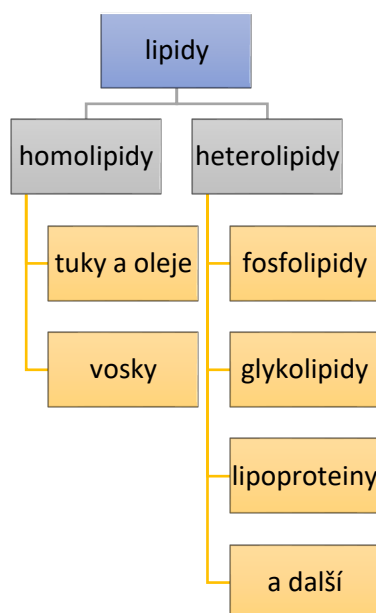 lipidy
homolipidy
heterolipidy
tuky a oleje
fosfolipidy
vosky
glykolipidy
lipoproteiny
a další